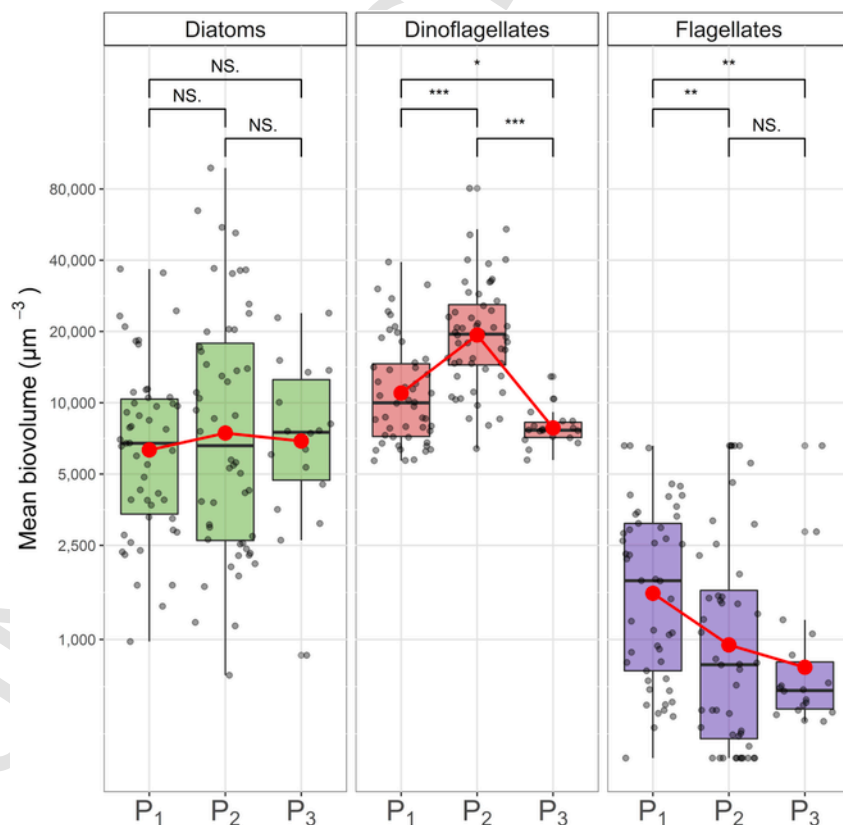 Diatoms
Dinoflagellates
Flagellates
NS.
*
**
NS.
***
**
NS.
***
NS.
80,000
40,000
20,000
10,000
5,000
2,500
1,000
Mean biovolume (µm ⁻³ )
P₁ P₂ P₃
P₁ P₂ P₃
P₁ P₂ P₃